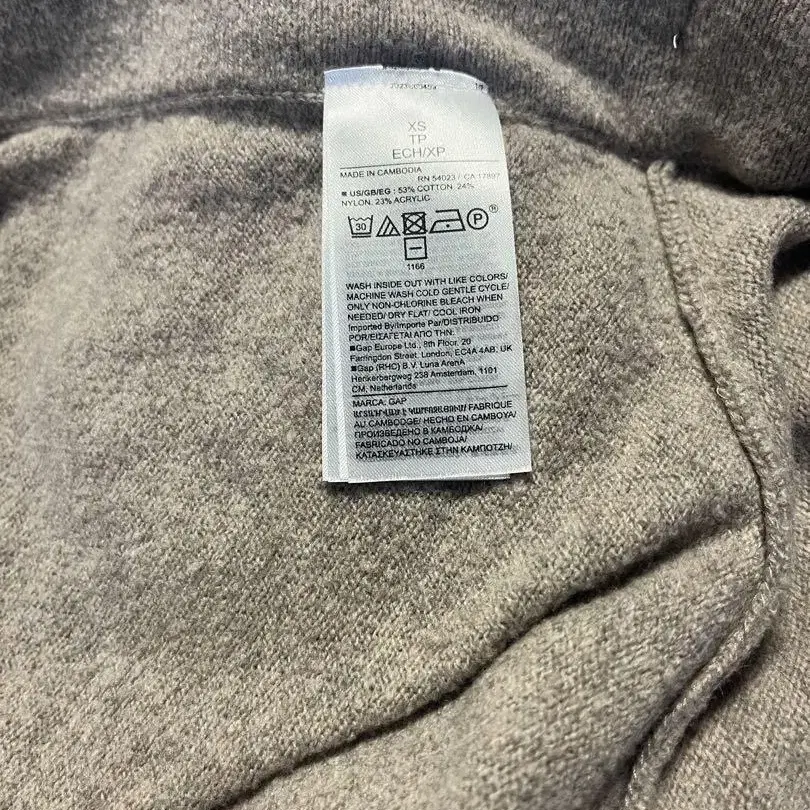 XS
TP
ECH/XP
MADE IN CAMBODIA
RN 54023 / CA 17897
■ US/GB/EG : 53% COTTON, 24%
NYLON, 23% ACRYLIC
30 P ®
1166
WASH INSIDE OUT WITH LIKE COLORS/
MACHINE WASH COLD GENTLE CYCLE/
ONLY NON-CHLORINE BLEACH WHEN
NEEDED/ DRY FLAT/ COOL IRON
Imported By/Importe Par/DISTRIBUIDO
POR/ΕΙΣΑΓΕΤΑΙ ΑΠΟ ΤΗΝ:
■Gap Europe Ltd., 8th Floor, 20
Farringdon Street, London, EC4A 4AB, UK
■Gap (RHC) B.V. Luna ArenA
Herikerbergweg 238 Amsterdam, 1101
CM, Netherlands
MARCA: GAP
FABRIQUE
AU CAMBODGE/ HECHO EN CAMBOYA/
ПРОИЗВЕДЕНО В КАМБОДЖА/
FABRICADO NO CAMBOJA/
ΚΑΤΑΣΚΕΥΑΣΤΗΚΕ ΣΤΗΝ ΚΑΜΠΟΤΖΗ/